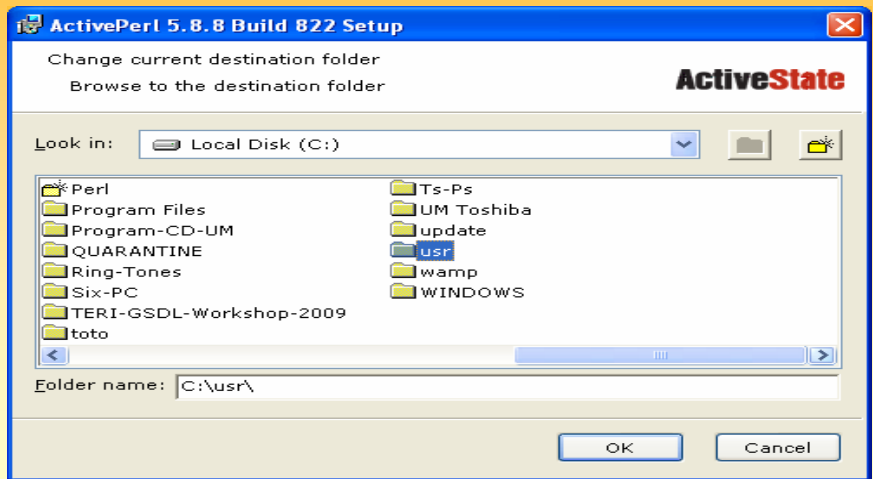 ActivePerl 5.8.8 Build 822 Setup
Change current destination folder
Browse to the destination folder
ActiveState
Look in:
Local Disk (C:)
Perl
Program Files
Program-CD-UM
QUARANTINE
Ring-Tones
Six-PC
TERI-GSDL-Workshop-2009
toto
Ts-Ps
UM Toshiba
update
usr
wamp
WINDOWS
Folder name: C:\usr\
OK
Cancel